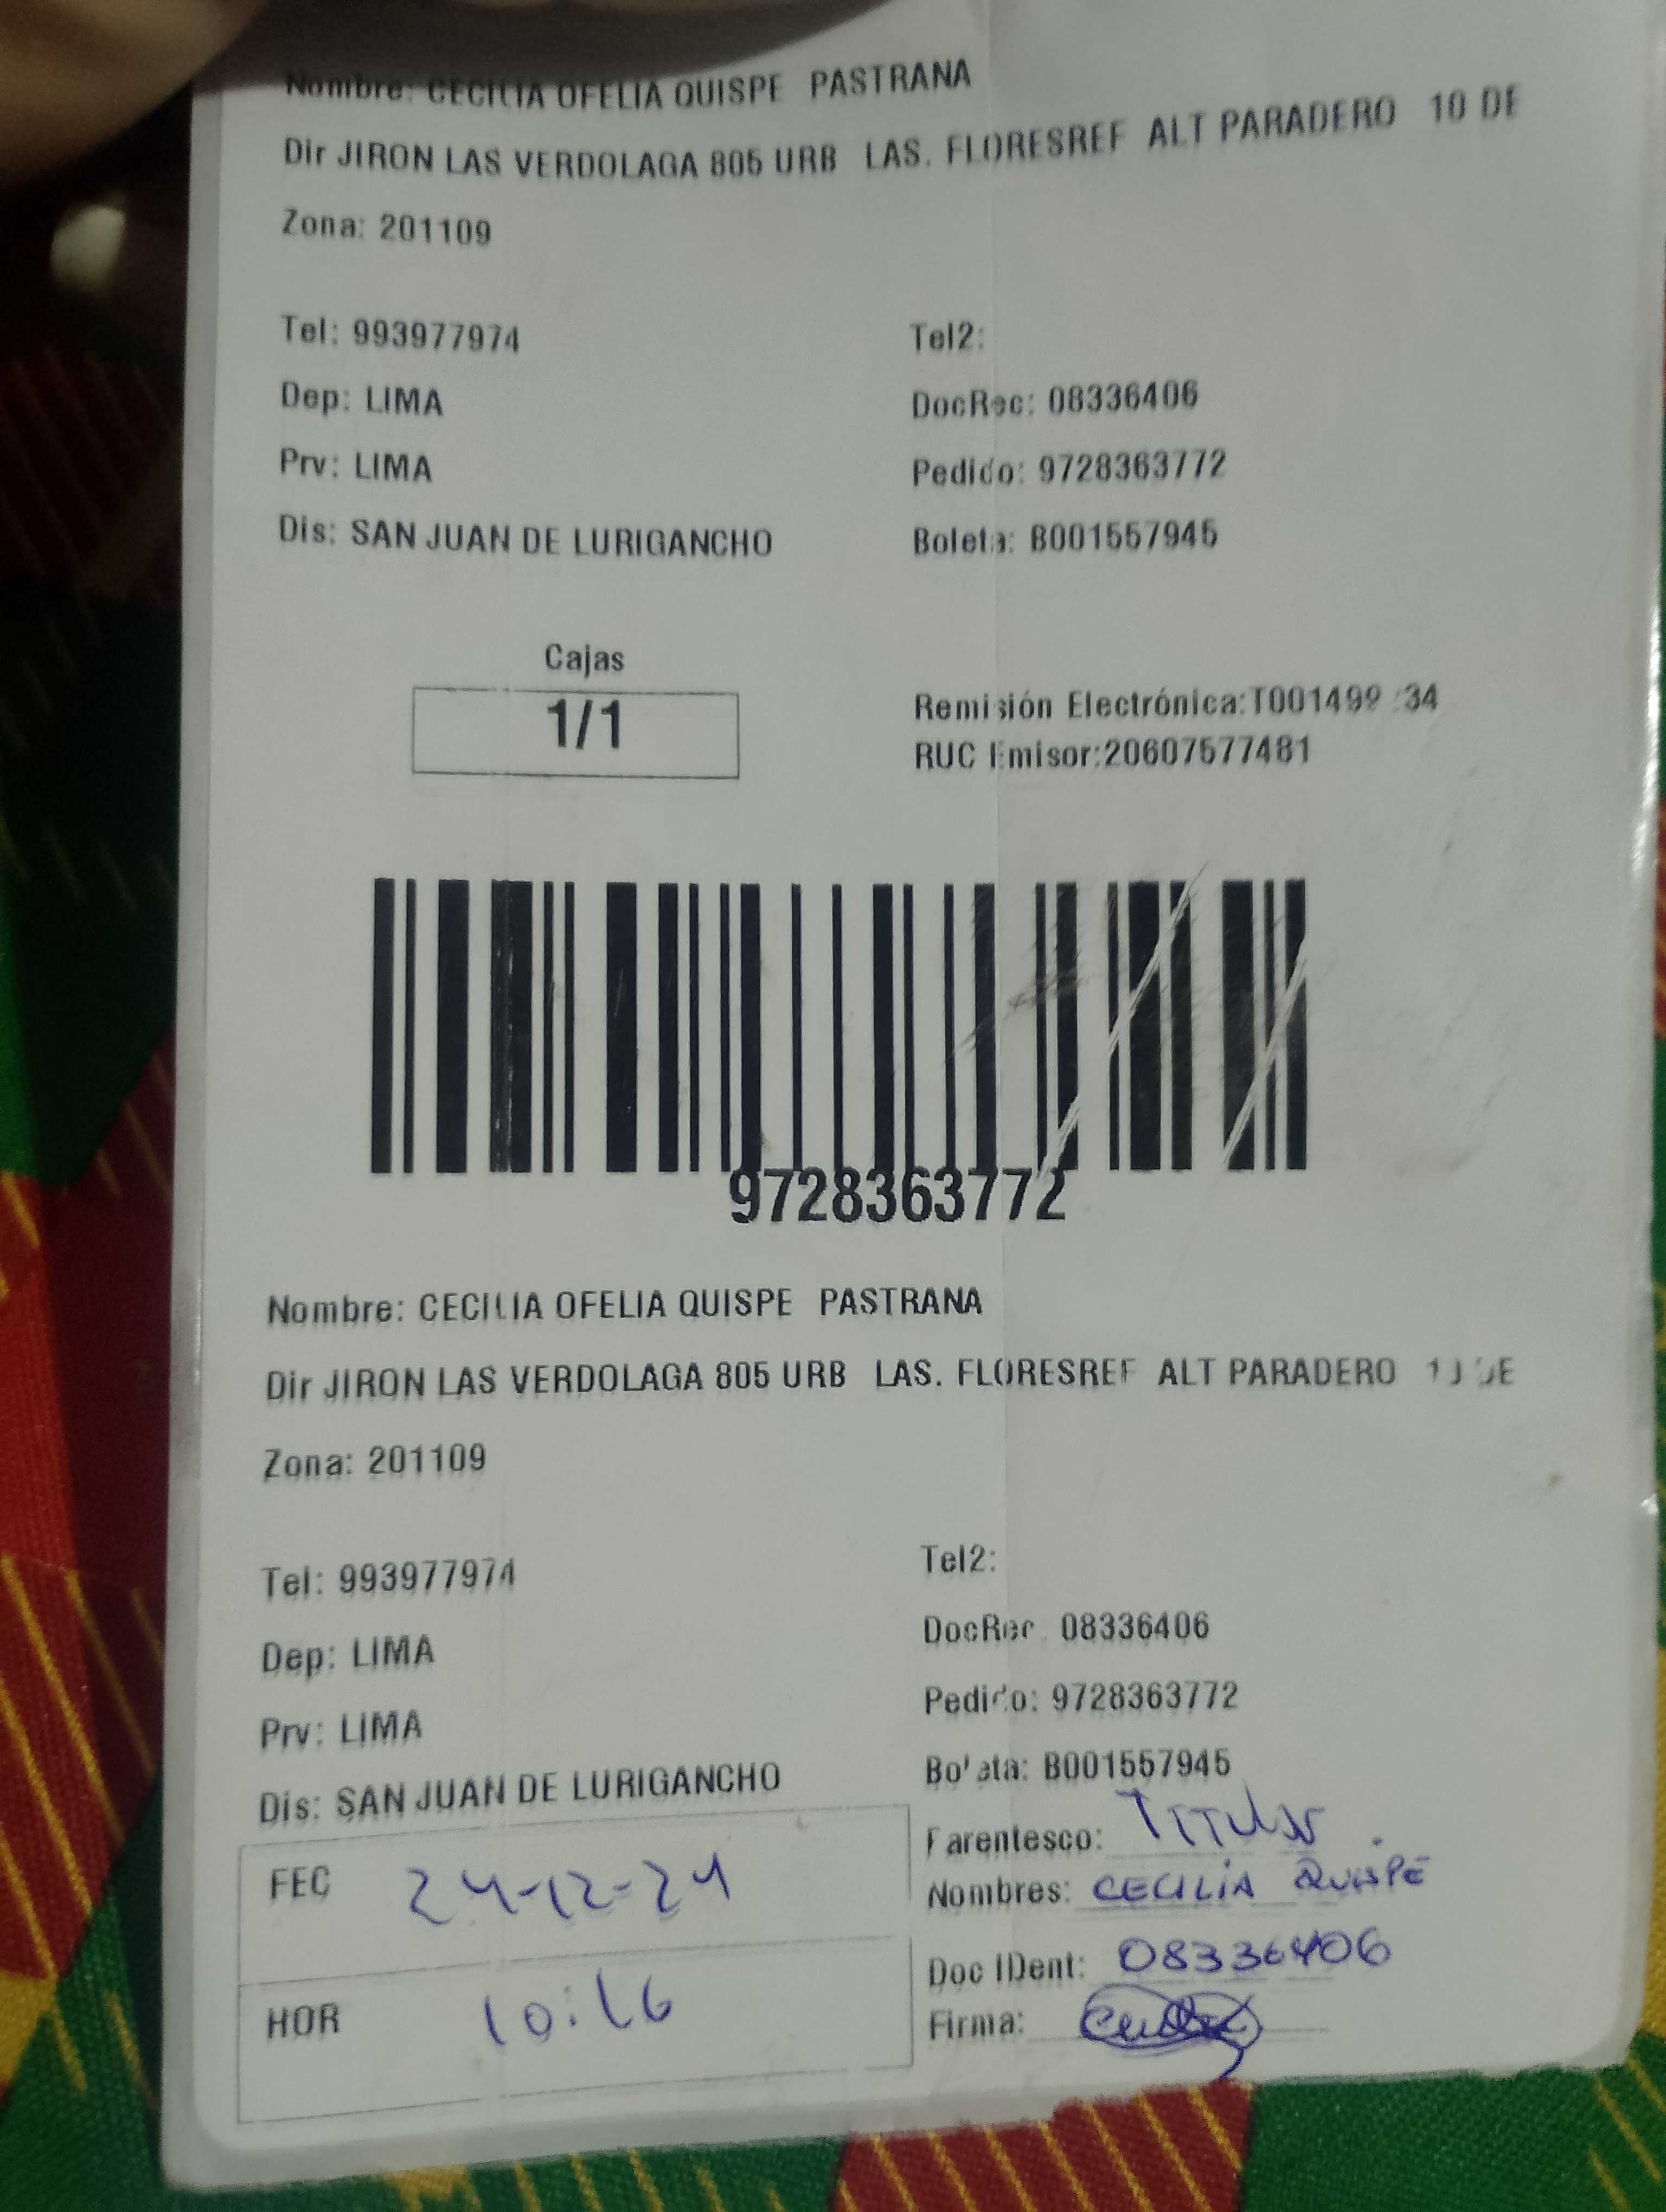 Nombre: CECILIA OFELIA QUISPE PASTRANA
Dir JIRON LAS VERDOLAGA 805 URB LAS. FLORESREF ALT PARADERO 10 DE
Zona: 201109
Tel: 993977974 Tel2:
Dep: LIMA DocRec: 08336406
Prv: LIMA Pedido: 9728363772
Dis: SAN JUAN DE LURIGANCHO Boleta: B001557945
Cajas
1/1
Remisión Electrónica:T001499 34
RUC Emisor:20607577481
9728363772
Nombre: CECILIA OFELIA QUISPE PASTRANA
Dir JIRON LAS VERDOLAGA 805 URB LAS. FLORESREF ALT PARADERO 10 DE
Zona: 201109
Tel: 993977974 Tel2:
Dep: LIMA DocRec 08336406
Prv: LIMA Pedido: 9728363772
Dis: SAN JUAN DE LURIGANCHO Boleta: B001557945
Parentesco: TITULAR
FEC 24-12-24 Nombres: CECILIA QUISPE
Doc IDent: 08336406
HOR 10:16 Firma: